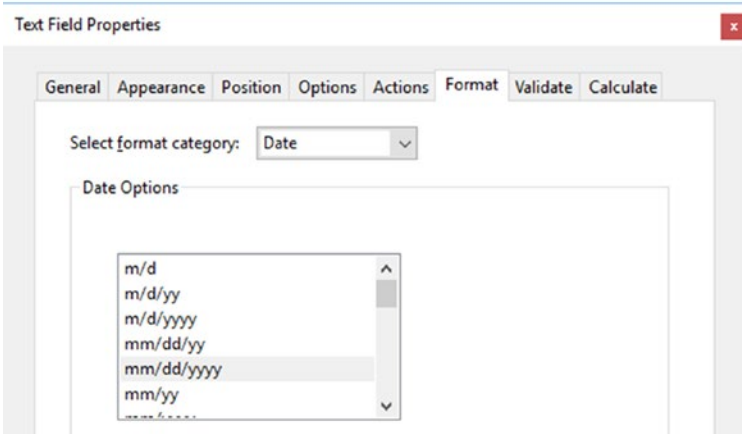 Text Field Properties
x
General Appearance Position Options Actions Format Validate Calculate
Select format category: Date
Date Options
m/d
m/d/yy
m/d/yyyy
mm/dd/yy
mm/dd/yyyy
mm/yy